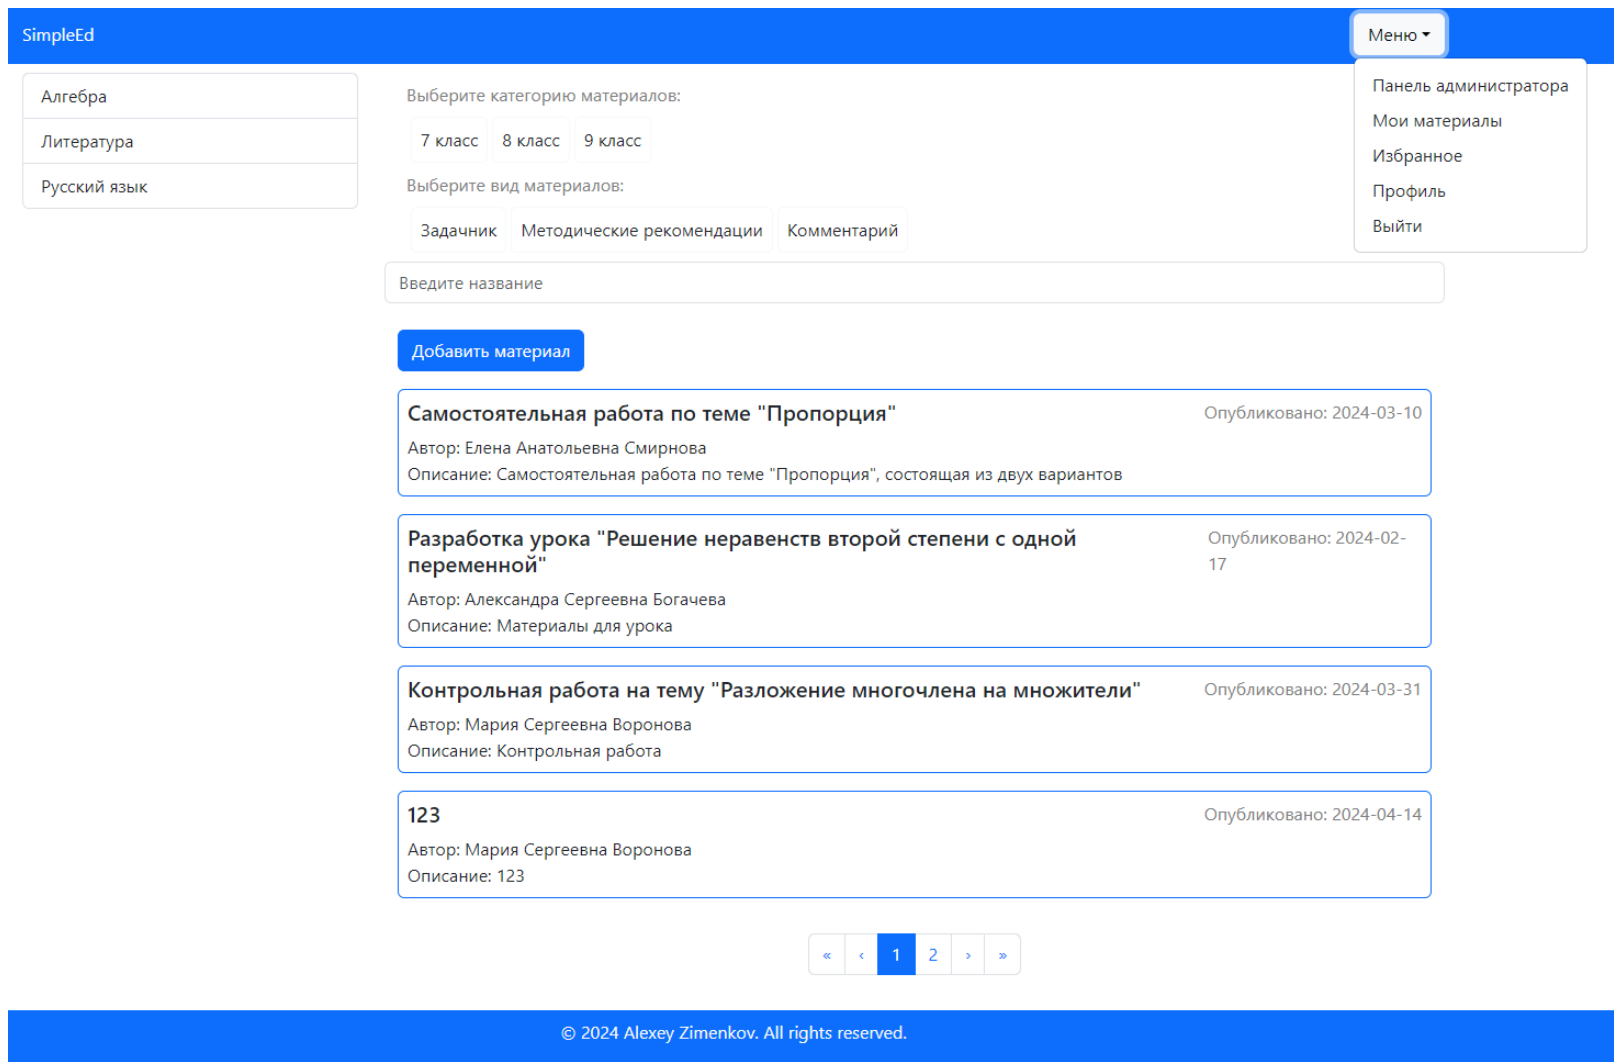 SimpleEd
Меню
Панель администратора
Мои материалы
Избранное
Профиль
Выйти
Алгебра
Литература
Русский язык
Выберите категорию материалов:
7 класс 8 класс 9 класс
Выберите вид материалов:
Задачник Методические рекомендации Комментарий
Введите название
Добавить материал
Самостоятельная работа по теме "Пропорция"
Опубликовано: 2024-03-10
Автор: Елена Анатольевна Смирнова
Описание: Самостоятельная работа по теме "Пропорция", состоящая из двух вариантов
Разработка урока "Решение неравенств второй степени с одной
переменной"
Опубликовано: 2024-02-
17
Автор: Александра Сергеевна Богачева
Описание: Материалы для урока
Контрольная работа на тему "Разложение многочлена на множители"
Опубликовано: 2024-03-31
Автор: Мария Сергеевна Воронова
Описание: Контрольная работа
123
Опубликовано: 2024-04-14
Автор: Мария Сергеевна Воронова
Описание: 123
« ‹ 1 2 › »
© 2024 Alexey Zimenkov. All rights reserved.